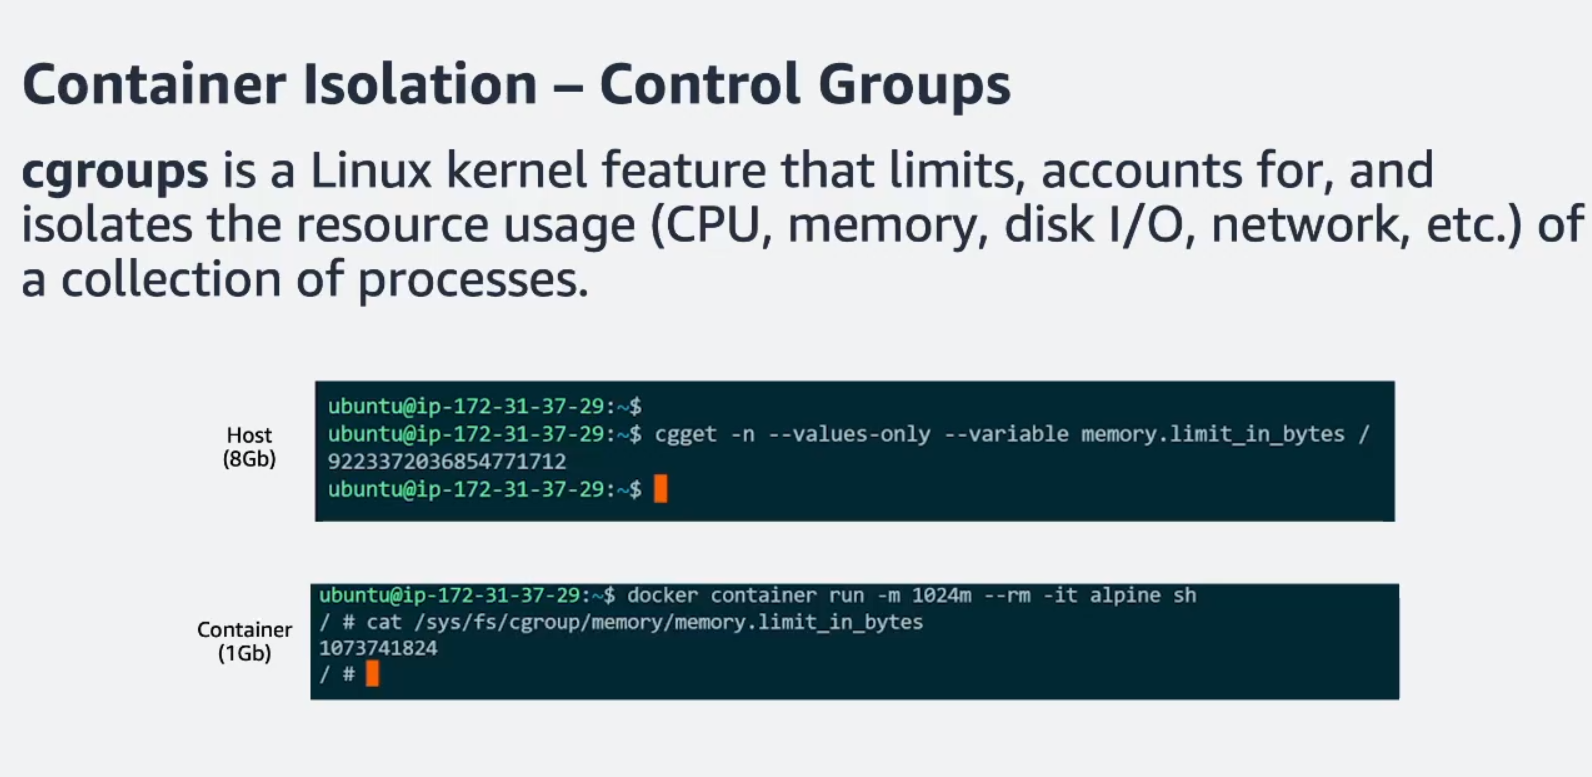 Container Isolation – Control Groups
cgroups is a Linux kernel feature that limits, accounts for, and
isolates the resource usage (CPU, memory, disk I/O, network, etc.) of
a collection of processes.
Host
(8Gb)
ubuntu@ip-172-31-37-29:~$
ubuntu@ip-172-31-37-29:~$ cgget -n --values-only --variable memory.limit_in_bytes /
9223372036854771712
ubuntu@ip-172-31-37-29:~$
Container
(1Gb)
ubuntu@ip-172-31-37-29:~$ docker container run -m 1024m --rm -it alpine sh
/ # cat /sys/fs/cgroup/memory/memory.limit_in_bytes
1073741824
/ #